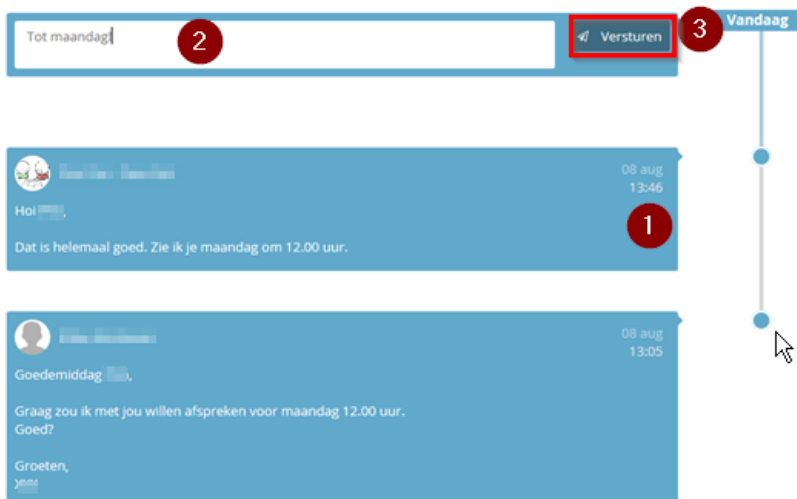 Tot maandag!
2
Versturen
3
Vandaag
08 aug
13:46
Hoi ,
1
Dat is helemaal goed. Zie ik je maandag om 12.00 uur.
08 aug
13:05
Goedemiddag ,
Graag zou ik met jou willen afspreken voor maandag 12.00 uur.
Goed?
Groeten,